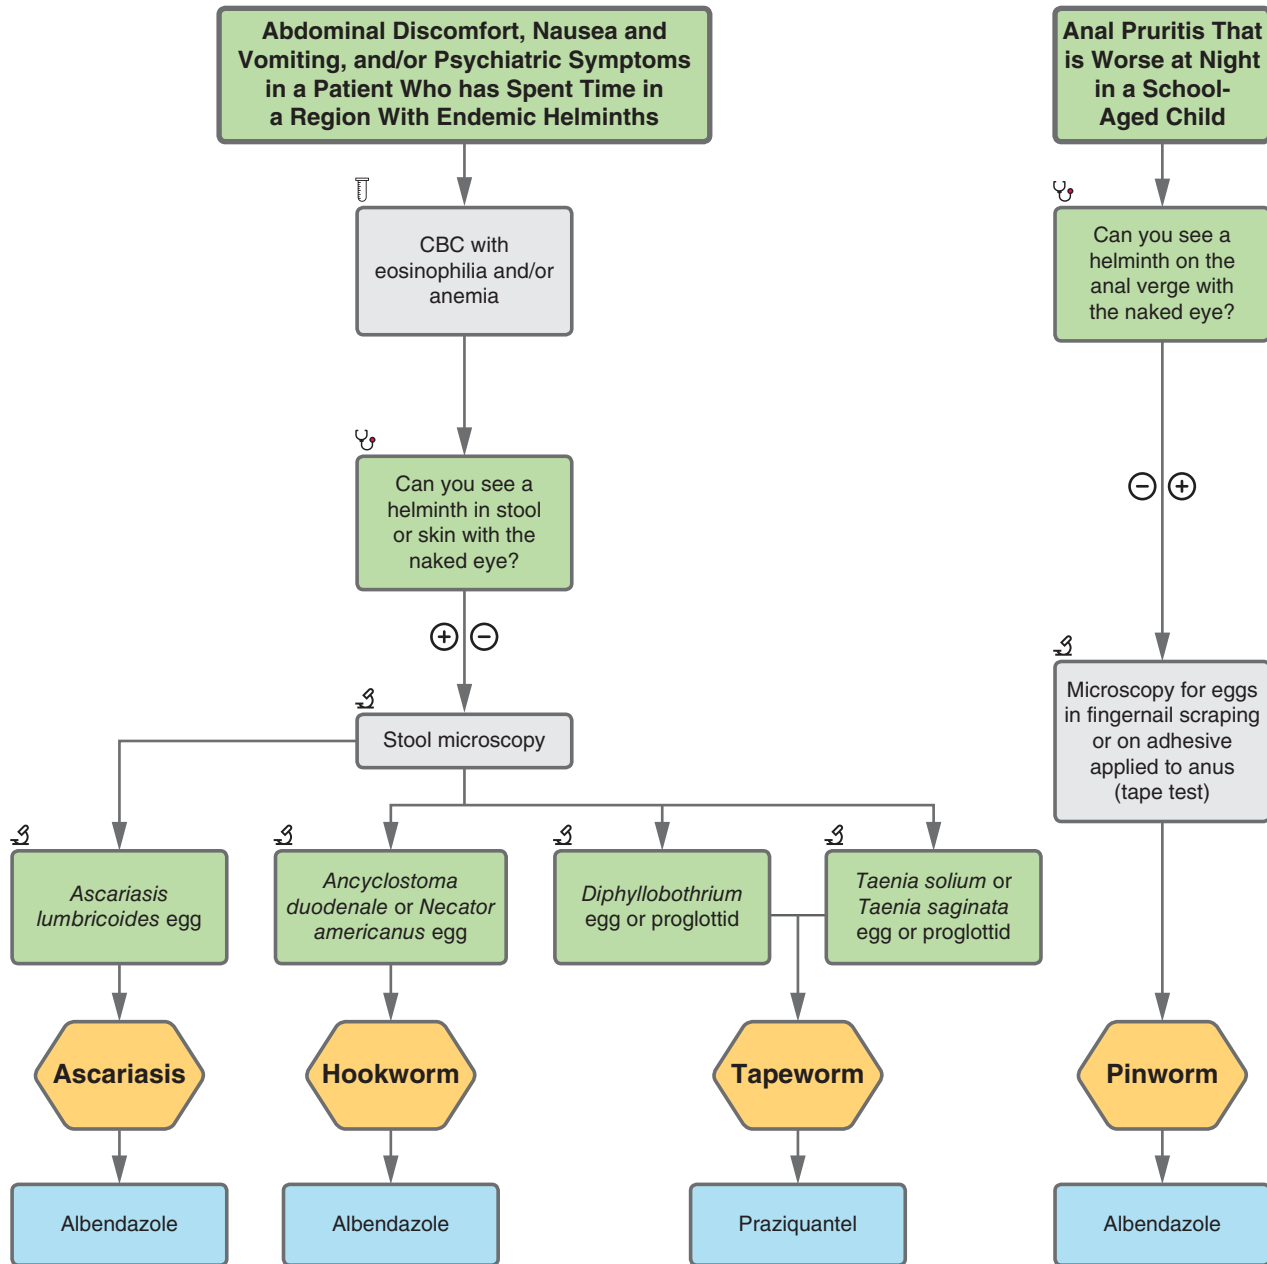 Abdominal Discomfort, Nausea and
Vomiting, and/or Psychiatric Symptoms
in a Patient Who has Spent Time in
a Region With Endemic Helminths
Anal Pruritis That
is Worse at Night
in a School-
Aged Child
CBC with
eosinophilia and/or
anemia
Can you see a
helminth on the
anal verge with
the naked eye?
Can you see a
helminth in stool
or skin with the
naked eye?
− +
+ −
Stool microscopy
Microscopy for eggs
in fingernail scraping
or on adhesive
applied to anus
(tape test)
Ascariasis
lumbricoides egg
Ancyclostoma
duodenale or Necator
americanus egg
Diphyllobothrium
egg or proglottid
Taenia solium or
Taenia saginata
egg or proglottid
Ascariasis
Hookworm
Tapeworm
Pinworm
Albendazole
Albendazole
Praziquantel
Albendazole